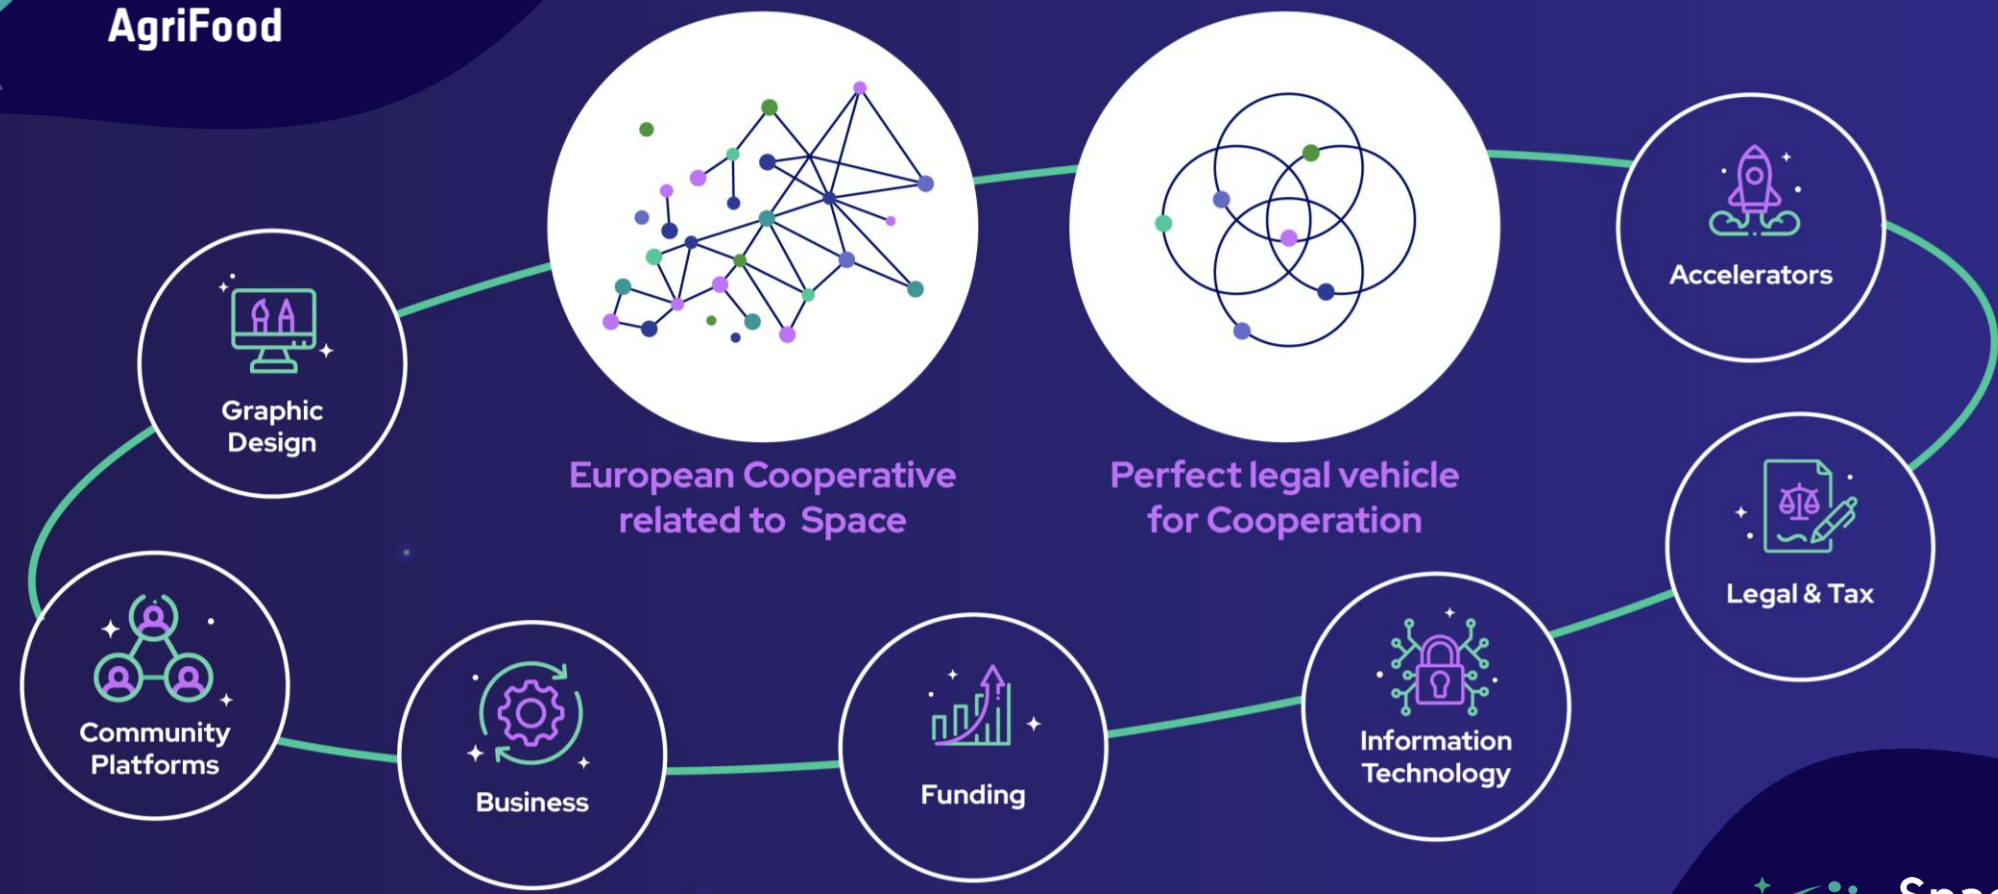 AgriFood
European Cooperative
related to Space
Perfect legal vehicle
for Cooperation
Accelerators
Graphic
Design
Legal & Tax
Community
Platforms
Business
Funding
Information
Technology